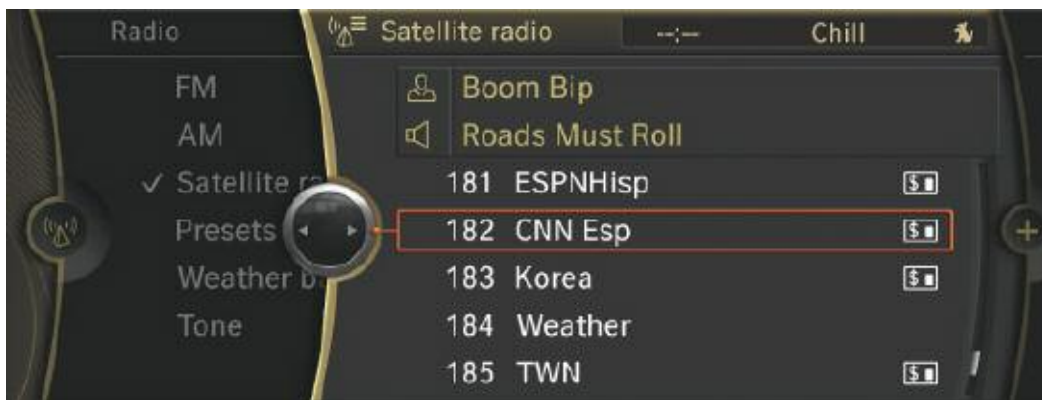 Radio
Satellite radio --:-- Chill
FM
AM
Satellite
Presets
Weather
Tone
Boom Bip
Roads Must Roll
181 ESPNHisp $
182 CNN Esp $
183 Korea $
184 Weather
185 TWN $